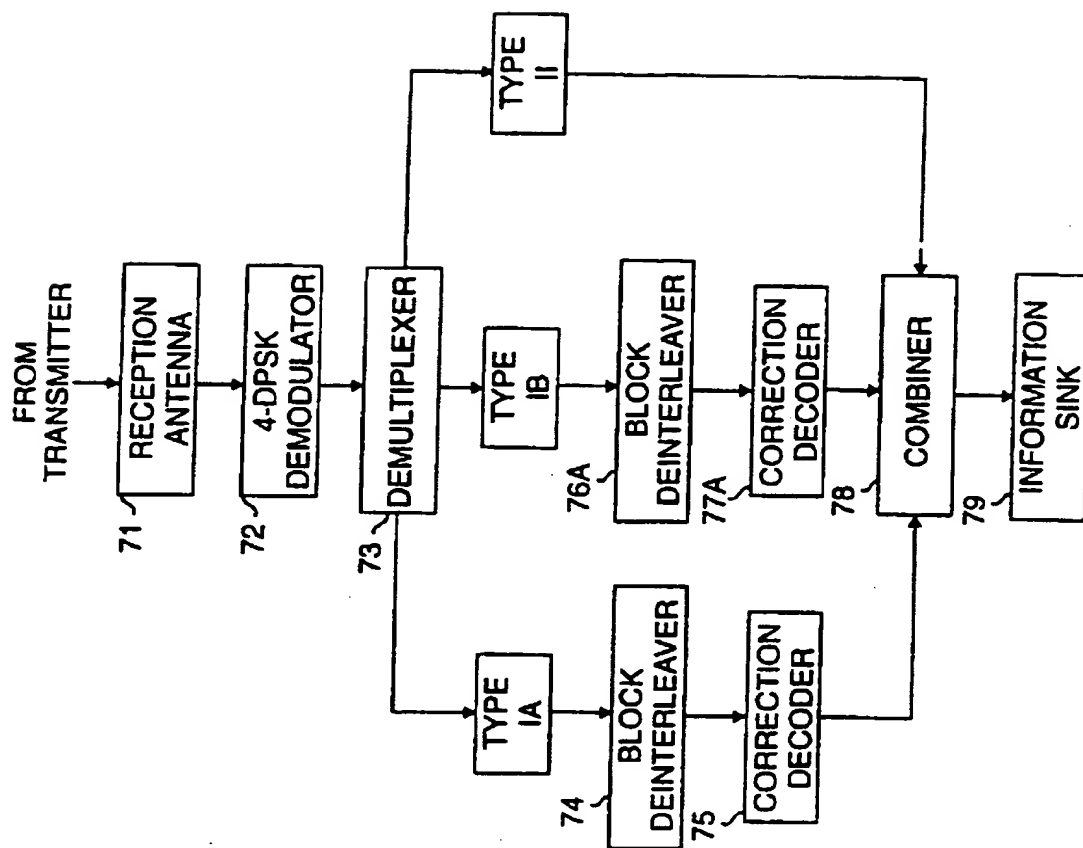 FROM
TRANSMITTER
RECEPTION
ANTENNA
71
4-DPSK
DEMODULATOR
72
DEMULTIPLEXER
73
TYPE
IA
TYPE
IB
TYPE
II
BLOCK
DEINTERLEAVER
74
BLOCK
DEINTERLEAVER
76A
CORRECTION
DECODER
75
CORRECTION
DECODER
77A
COMBINER
78
INFORMATION
SINK
79